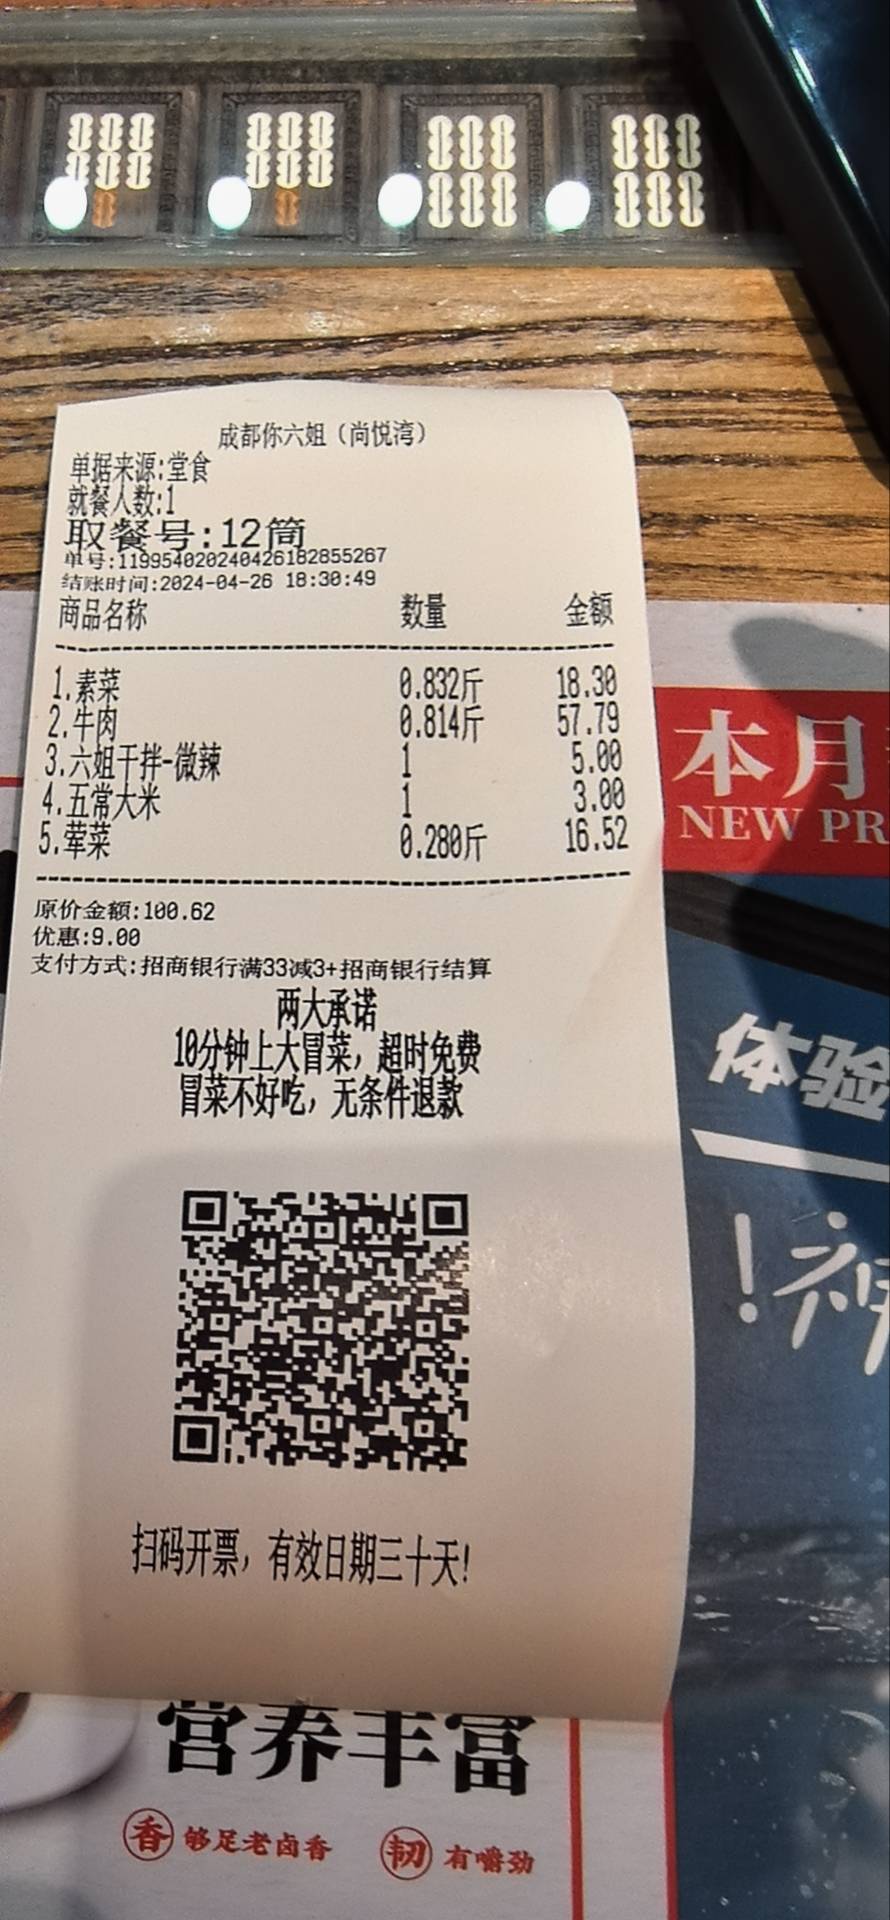 成都你六姐（尚悦湾）
单据来源:堂食
就餐人数:1
取餐号:12筒
单号:119954020240426182855267
结账时间:2024-04-26 18:30:49
商品名称 数量 金额
1.素菜 0.832斤 18.30
2.牛肉 0.814斤 57.79
3.六姐干拌-微辣 1 5.00
4.五常大米 1 3.00
5.荤菜 0.280斤 16.52
原价金额:100.62
优惠:9.00
支付方式:招商银行满33减3+招商银行结算
两大承诺
10分钟上大冒菜，超时免费
冒菜不好吃，无条件退款
扫码开票，有效日期三十天!
本月
NEW PR
体验
!神
营养丰富
香 够足老卤香 韧 有嚼劲